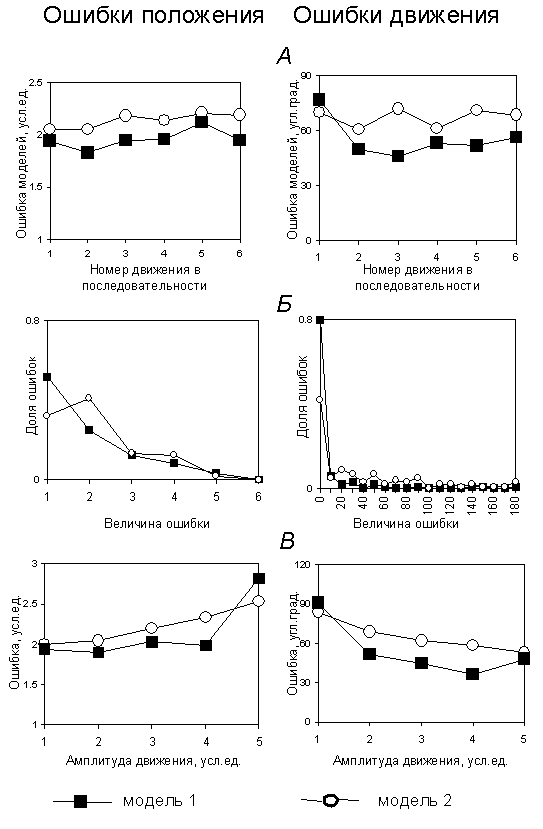 Ошибки положения Ошибки движения
А
Ошибка моделей, усл.ед.
2.5
2
1.5
1
1 2 3 4 5 6
Номер движения в
последовательности
Ошибка моделей, угл.град.
90
60
30
0
1 2 3 4 5 6
Номер движения в
последовательности
Б
Доля ошибок
0.8
0
1 2 3 4 5 6
Величина ошибки
Доля ошибок
0.8
0
0 20 40 60 80 100 120 140 160 180
Величина ошибки
В
Ошибка, усл.ед.
3
2.5
2
1.5
1
1 2 3 4 5
Амплитуда движения, усл.ед.
Ошибка, угл.град.
120
90
60
30
0
1 2 3 4 5
Амплитуда движения, усл.ед.
модель 1 модель 2